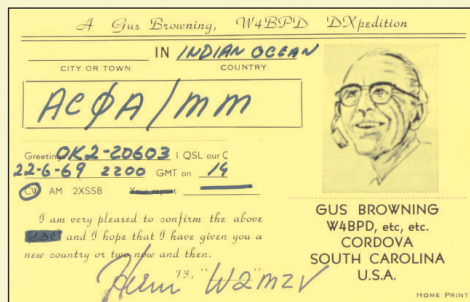 A Gus Browning, W4BPD DXpedition
IN INDIAN OCEAN
CITY OR TOWN COUNTRY
ACØA/MM
Greetings OK2-20603 I QSL our
22-6-69 2200 GMT on 14
CW AM 2XSSB Your report
I am very pleased to confirm the above
and I hope that I have given you a
new country or two now and then.
73, "W2MZV
GUS BROWNING
W4BPD, etc, etc.
CORDOVA
SOUTH CAROLINA
U.S.A.
HOME PRINT